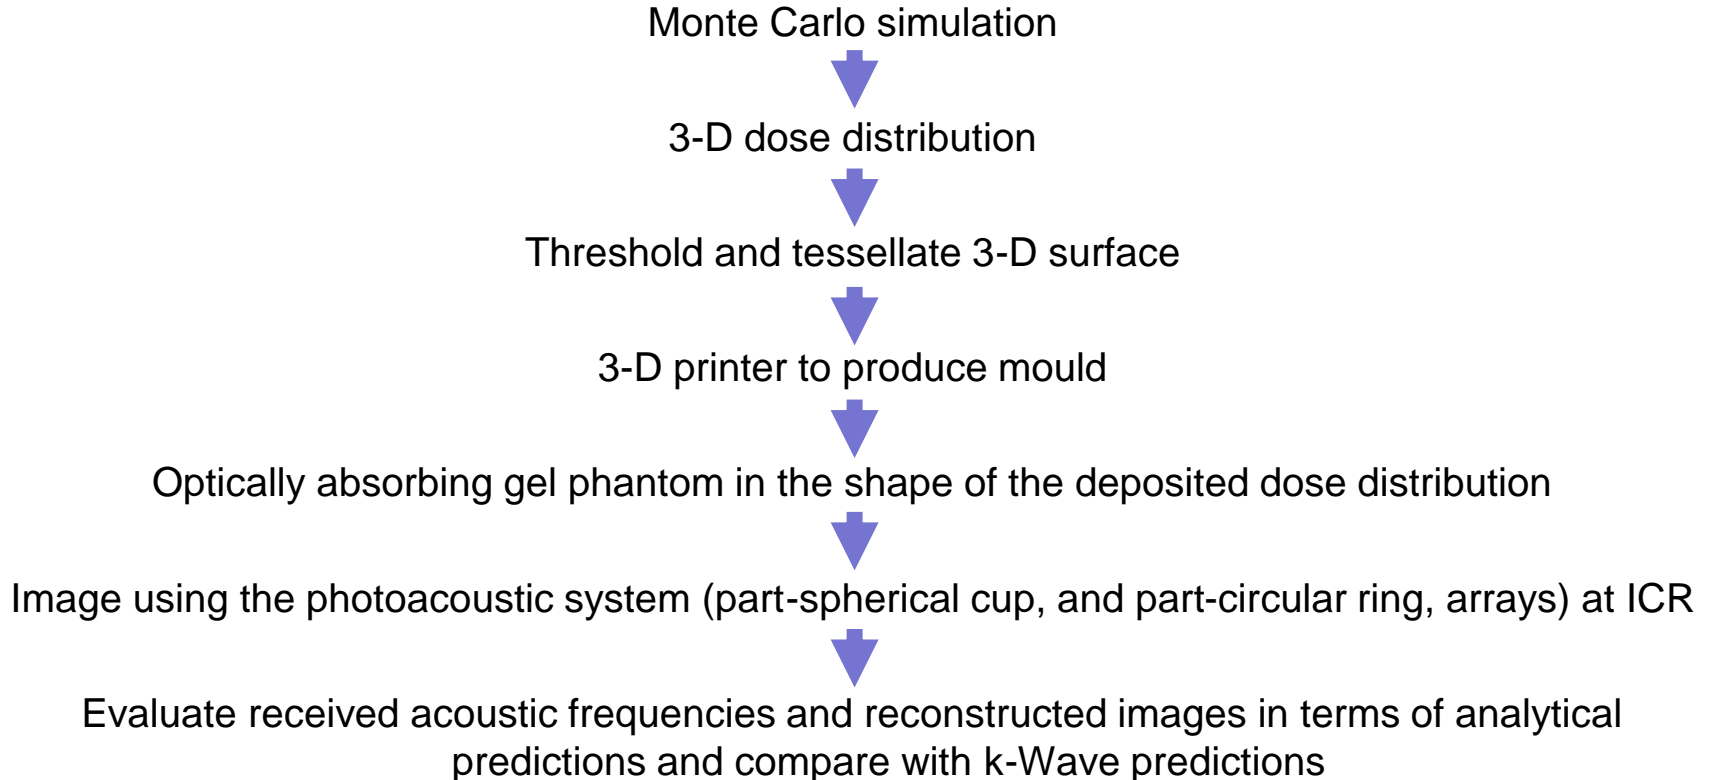 Monte Carlo simulation
3-D dose distribution
Threshold and tessellate 3-D surface
3-D printer to produce mould
Optically absorbing gel phantom in the shape of the deposited dose distribution
Image using the photoacoustic system (part-spherical cup, and part-circular ring, arrays) at ICR
Evaluate received acoustic frequencies and reconstructed images in terms of analytical
predictions and compare with k-Wave predictions